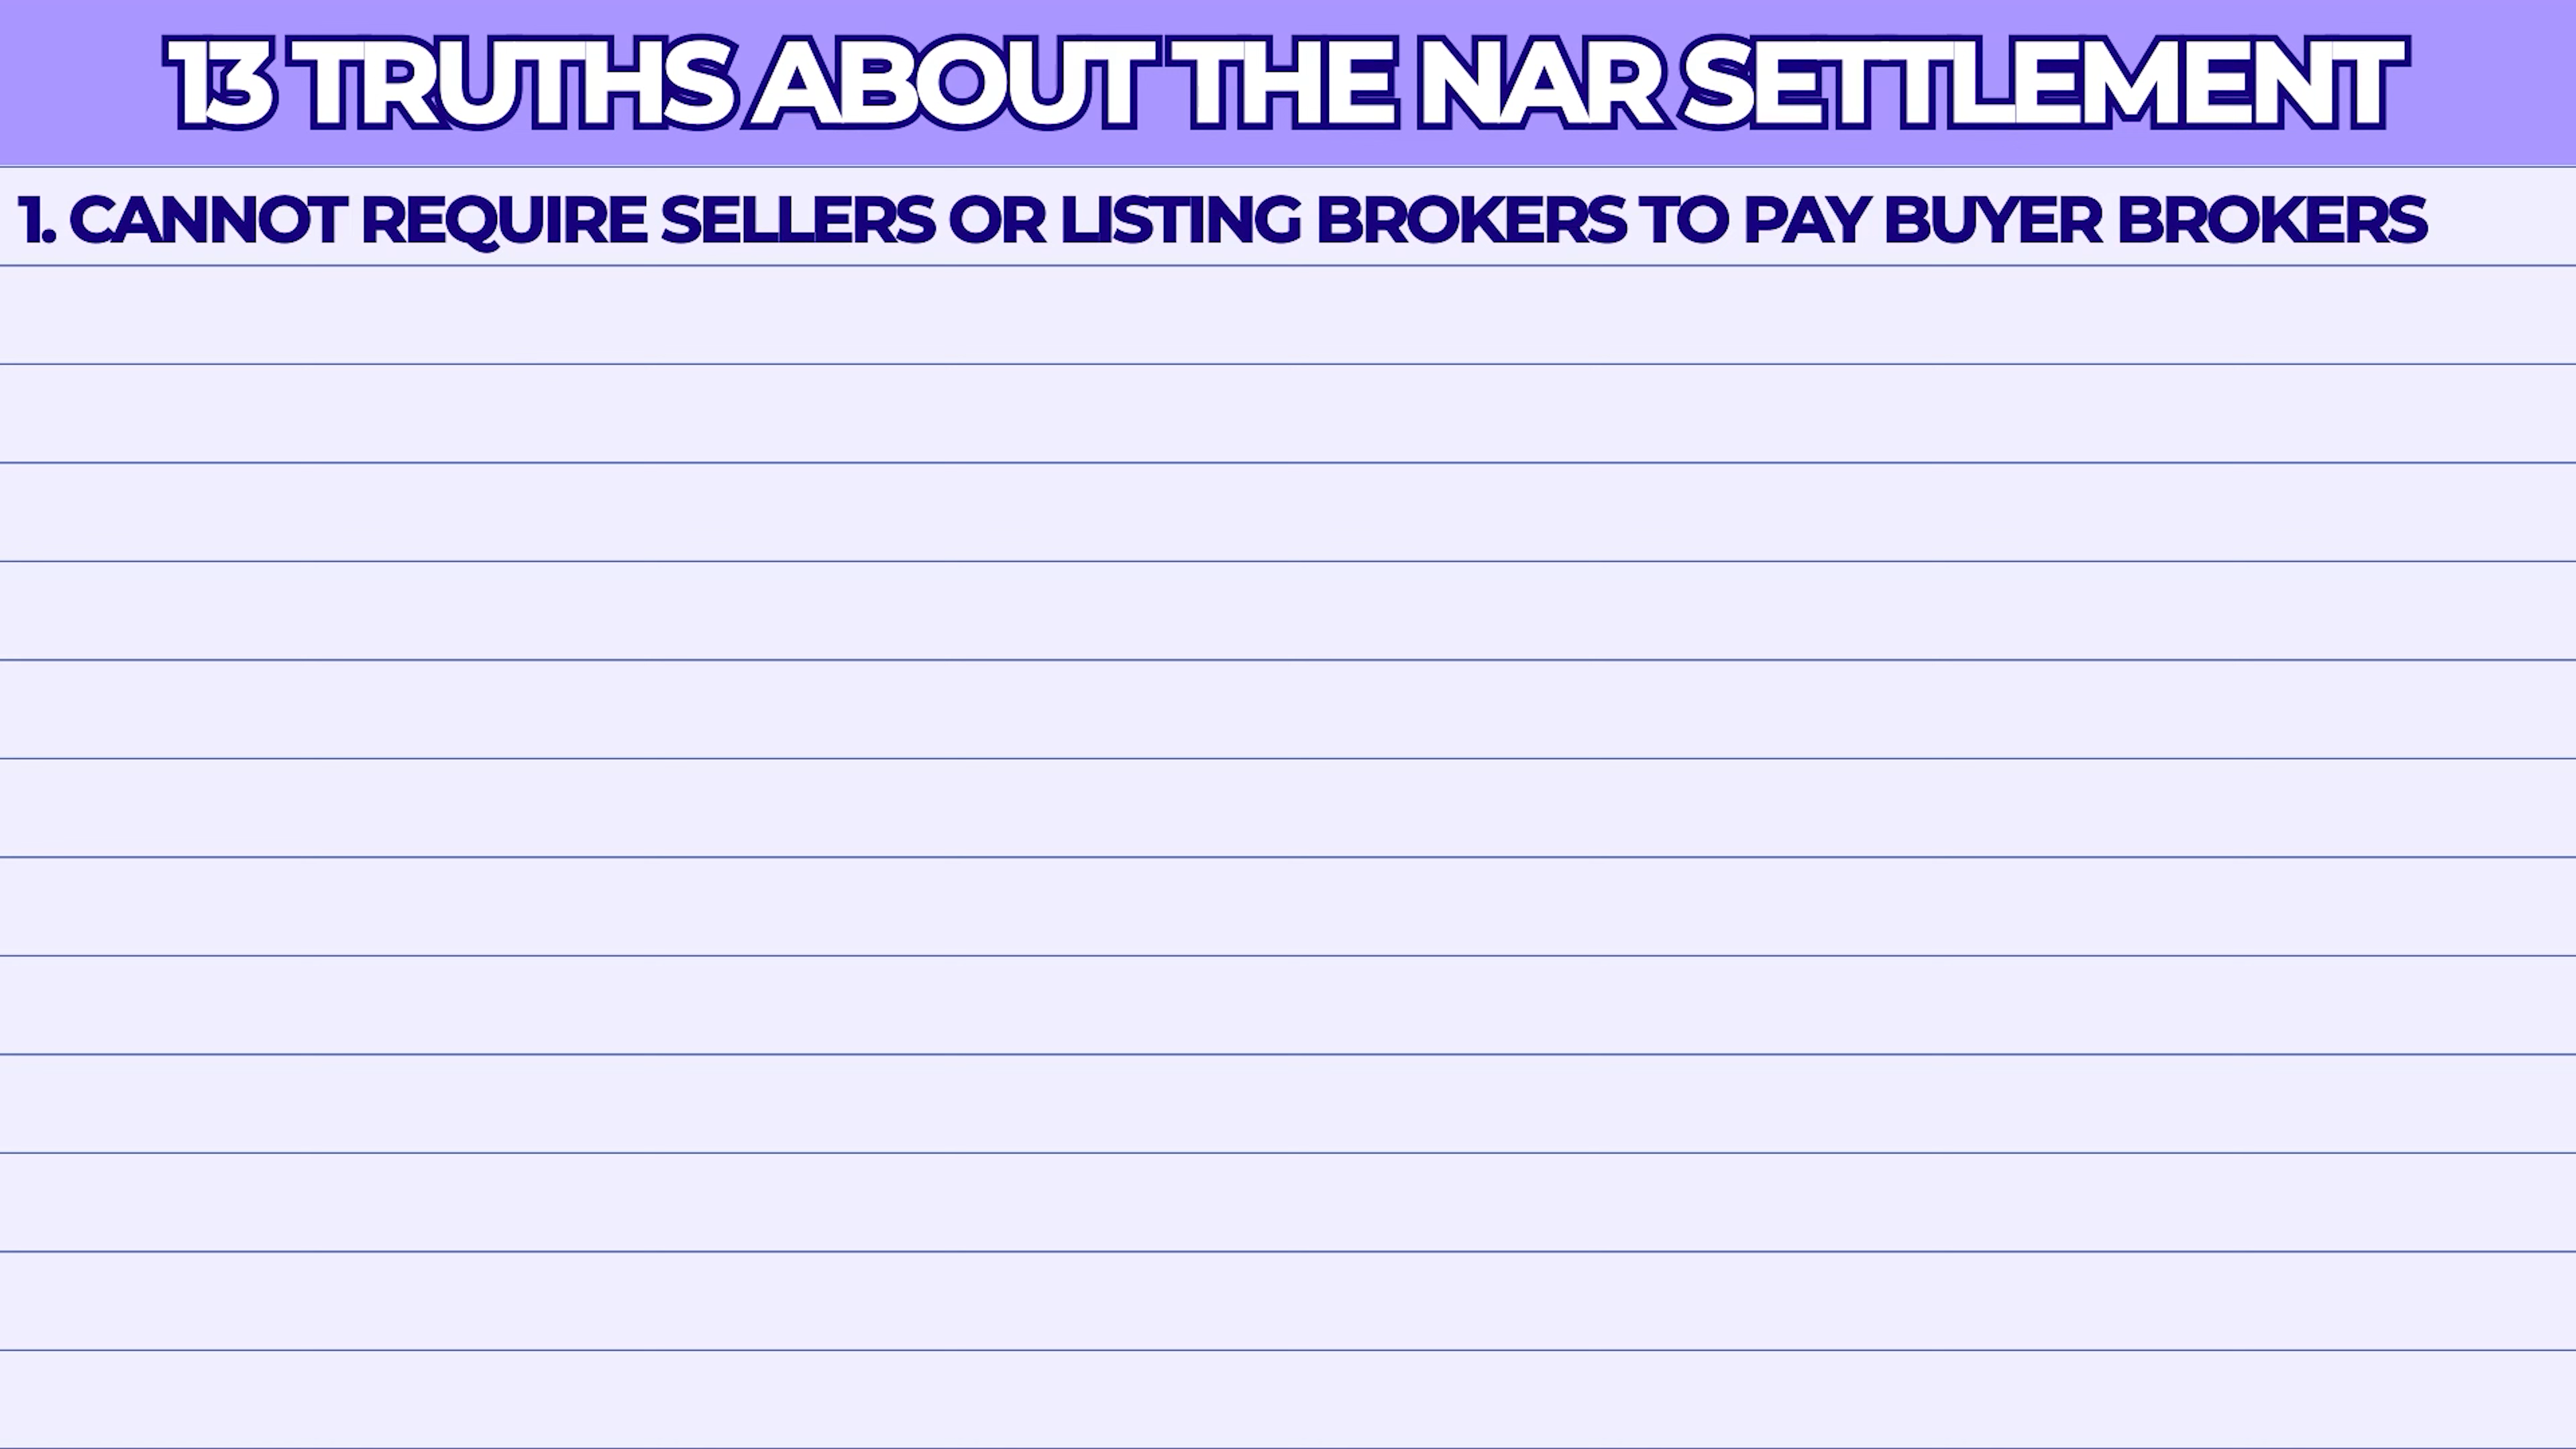 13 TRUTHS ABOUT THE NAR SETTLEMENT
1. CANNOT REQUIRE SELLERS OR LISTING BROKERS TO PAY BUYER BROKERS